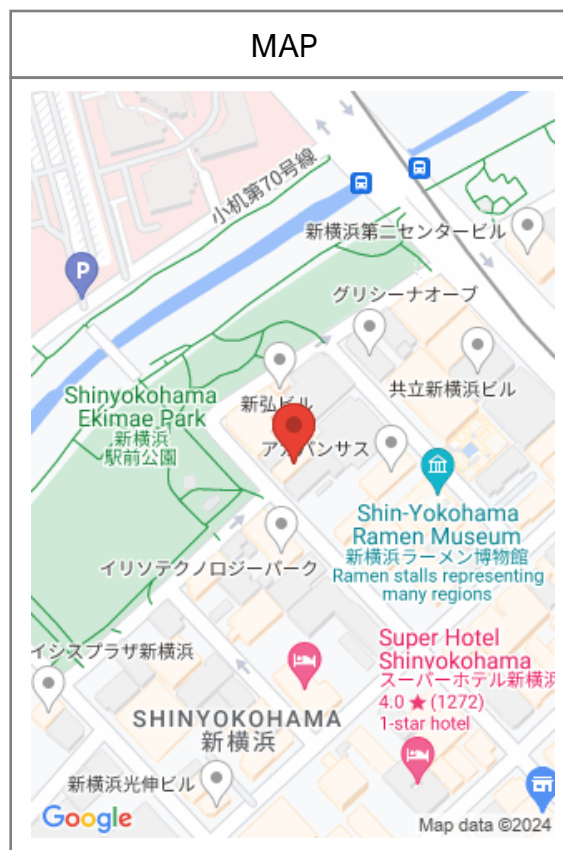 MAP
小机第70号線
P
新横浜第二センタービル
グリシーナオーブ
共立新横浜ビル
Shinyokohama
Ekimae Park
新横浜
駅前公園
新弘ビル
バンサス
Shin-Yokohama
Ramen Museum
新横浜ラーメン博物館
Ramen stalls representing
many regions
イリソテクノロジーパーク
イシスプラザ新横浜
Super Hotel
Shinyokohama
スーパーホテル新横浜
4.0 ★ (1272)
1-star hotel
SHINYOKOHAMA
新横浜
新横浜光伸ビル
Google
Map data ©2024